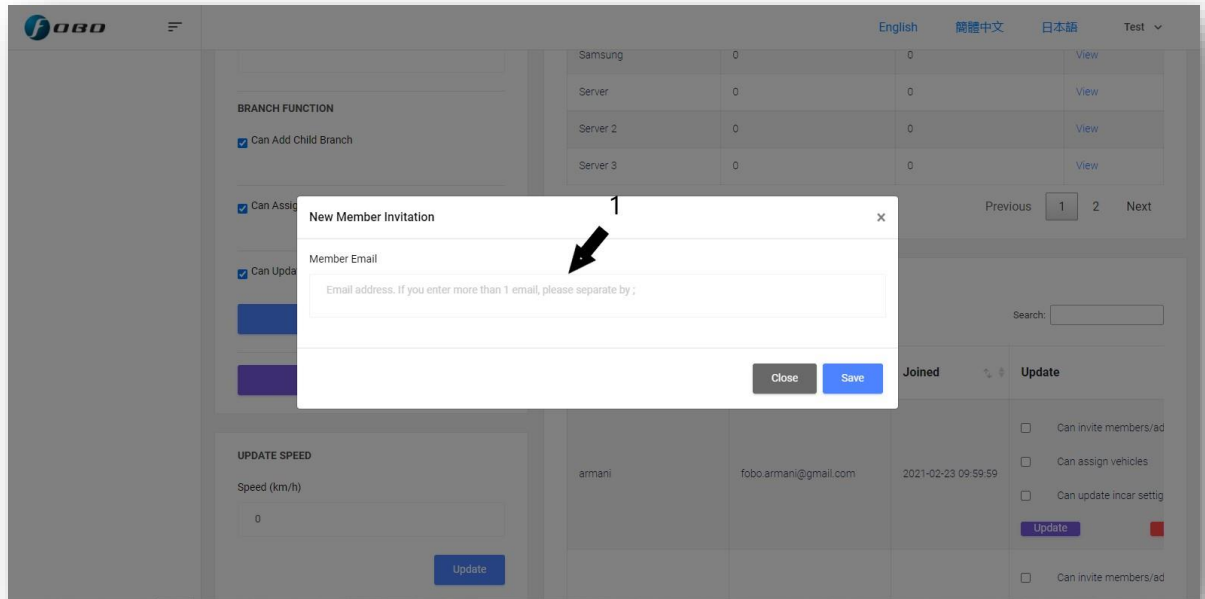 FOBO
English 簡體中文 日本語 Test
Samsung 0 0 View
Server 0 0 View
BRANCH FUNCTION
Server 2 0 0 View
Can Add Child Branch
Server 3 0 0 View
Can Assig
Previous 1 2 Next
1
New Member Invitation ×
Member Email
Can Upda
Email address. If you enter more than 1 email, please separate by ;
Search:
Close Save
Joined Update
Can invite members/ad
UPDATE SPEED
armani fobo.armani@gmail.com 2021-02-23 09:59:59
Can assign vehicles
Speed (km/h)
Can update incar settig
0
Update
Update
Can invite members/ad